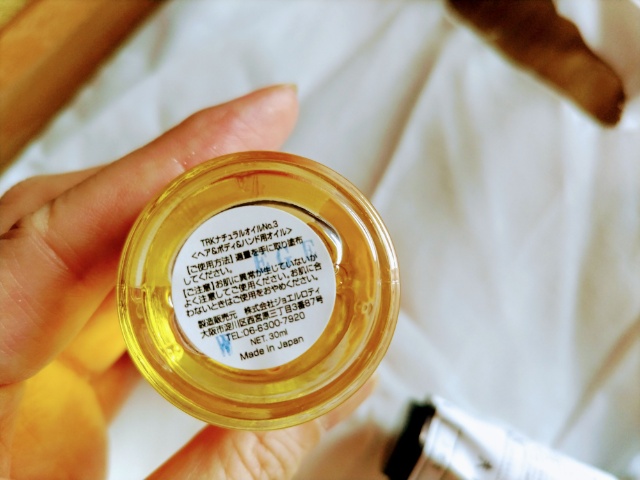 TRKナチュラルオイルNo.3
<ヘア&ボディ&ハンド用オイル>
【ご使用方法】適量を手に取り塗布
してください。
【ご注意】お肌に異常が生じていないか
よく注意してご使用ください。お肌に合
わないときはご使用をおやめください。
製造販売元 株式会社ジョエルロティ
大阪市淀川区西宮原三丁目3番87号
TEL:06-6300-7920
NET.30ml
Made in Japan